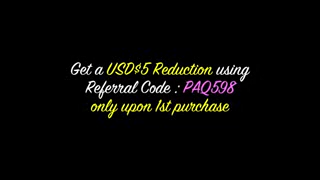 Get a USD$5 Reduction using
Referral Code : PAQ598
only upon 1st purchase